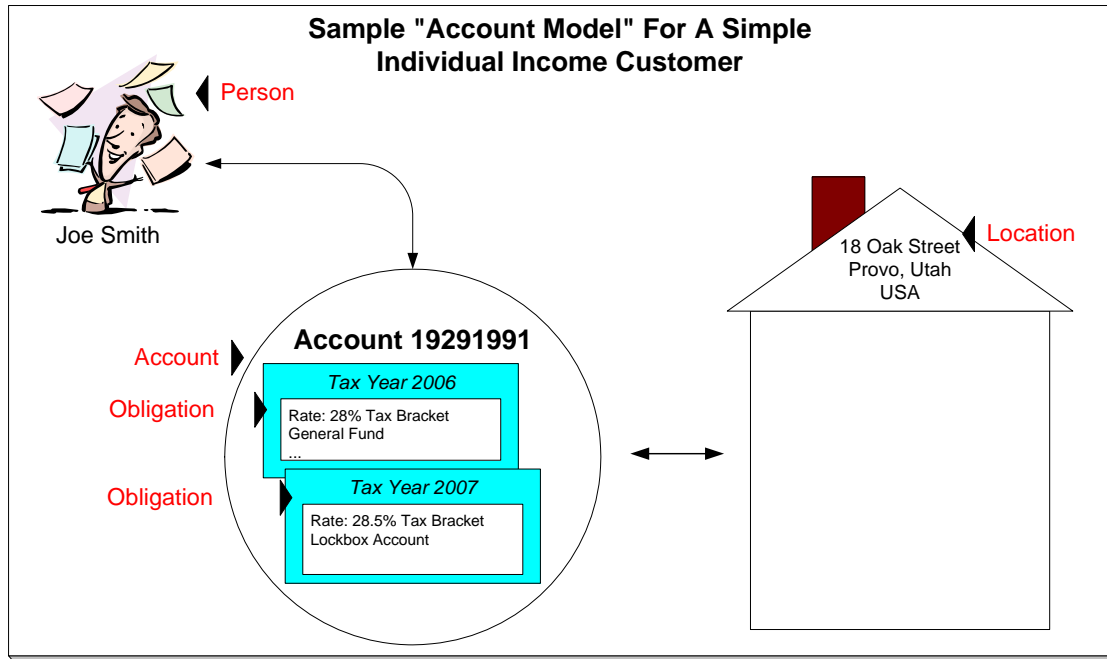 Sample "Account Model" For A Simple
Individual Income Customer
Person
Joe Smith
18 Oak Street
Provo, Utah
USA
Location
Account 19291991
Account
Tax Year 2006
Obligation
Rate: 28% Tax Bracket
General Fund
...
Obligation
Tax Year 2007
Rate: 28.5% Tax Bracket
Lockbox Account